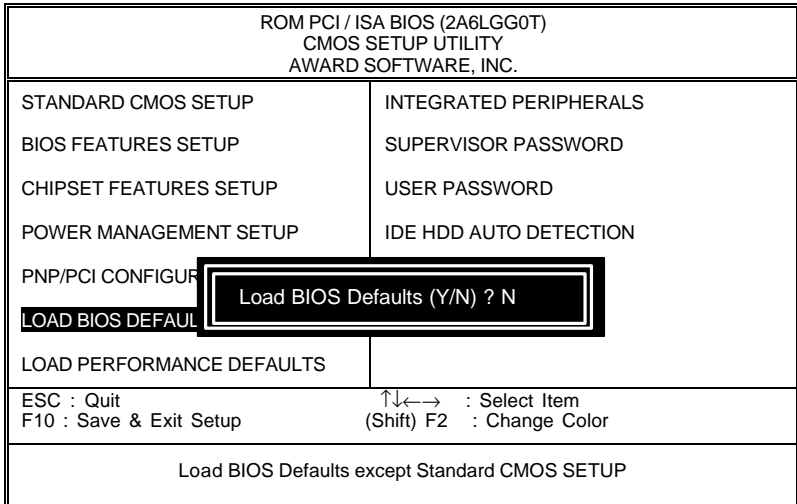 ROM PCI / ISA BIOS (2A6LGG0T)
CMOS SETUP UTILITY
AWARD SOFTWARE, INC.
STANDARD CMOS SETUP
BIOS FEATURES SETUP
CHIPSET FEATURES SETUP
POWER MANAGEMENT SETUP
PNP/PCI CONFIGUR
LOAD BIOS DEFAUL
LOAD PERFORMANCE DEFAULTS
INTEGRATED PERIPHERALS
SUPERVISOR PASSWORD
USER PASSWORD
IDE HDD AUTO DETECTION
Load BIOS Defaults (Y/N) ? N
ESC : Quit
F10 : Save & Exit Setup
↑↓←→ : Select Item
(Shift) F2 : Change Color
Load BIOS Defaults except Standard CMOS SETUP